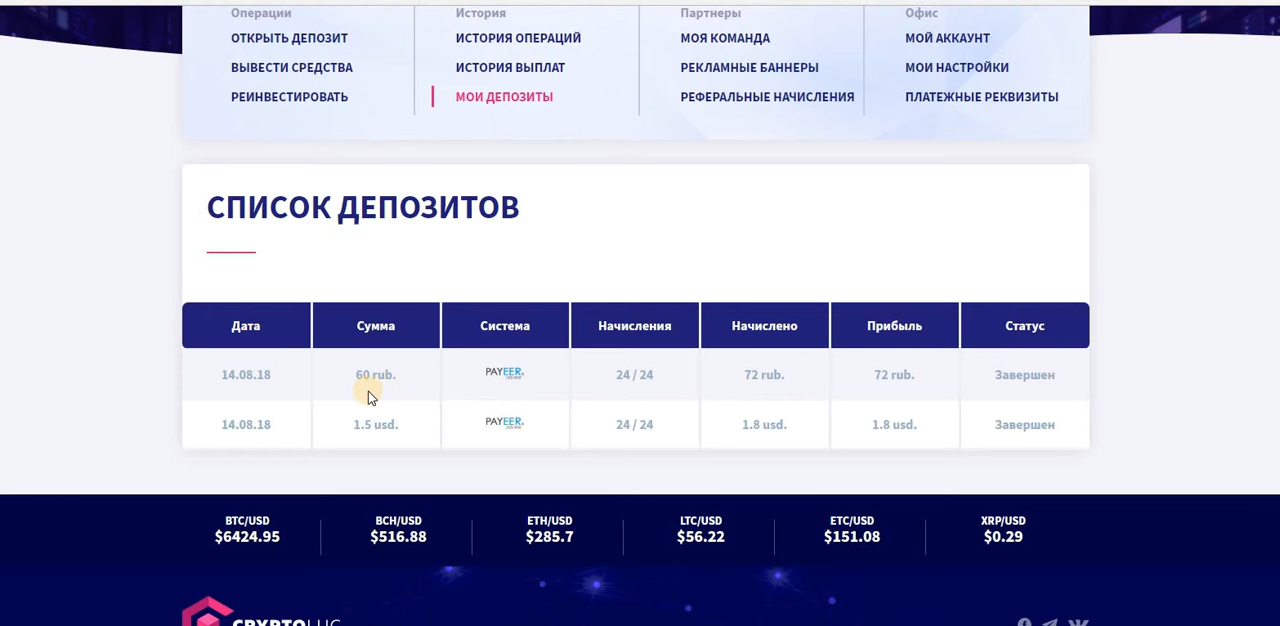 Операции
История
Партнеры
Офис
ОТКРЫТЬ ДЕПОЗИТ
ИСТОРИЯ ОПЕРАЦИЙ
МОЯ КОМАНДА
МОЙ АККАУНТ
ВЫВЕСТИ СРЕДСТВА
ИСТОРИЯ ВЫПЛАТ
РЕКЛАМНЫЕ БАННЕРЫ
МОИ НАСТРОЙКИ
РЕИНВЕСТИРОВАТЬ
МОИ ДЕПОЗИТЫ
РЕФЕРАЛЬНЫЕ НАЧИСЛЕНИЯ
ПЛАТЕЖНЫЕ РЕКВИЗИТЫ
СПИСОК ДЕПОЗИТОВ
Дата Сумма Система Начисления Начислено Прибыль Статус
14.08.18 60 rub. PAYEER 24 / 24 72 rub. 72 rub. Завершен
14.08.18 1.5 usd. PAYEER 24 / 24 1.8 usd. 1.8 usd. Завершен
BTC/USD BCH/USD ETH/USD LTC/USD ETC/USD XRP/USD
$6424.95 $516.88 $285.7 $56.22 $151.08 $0.29